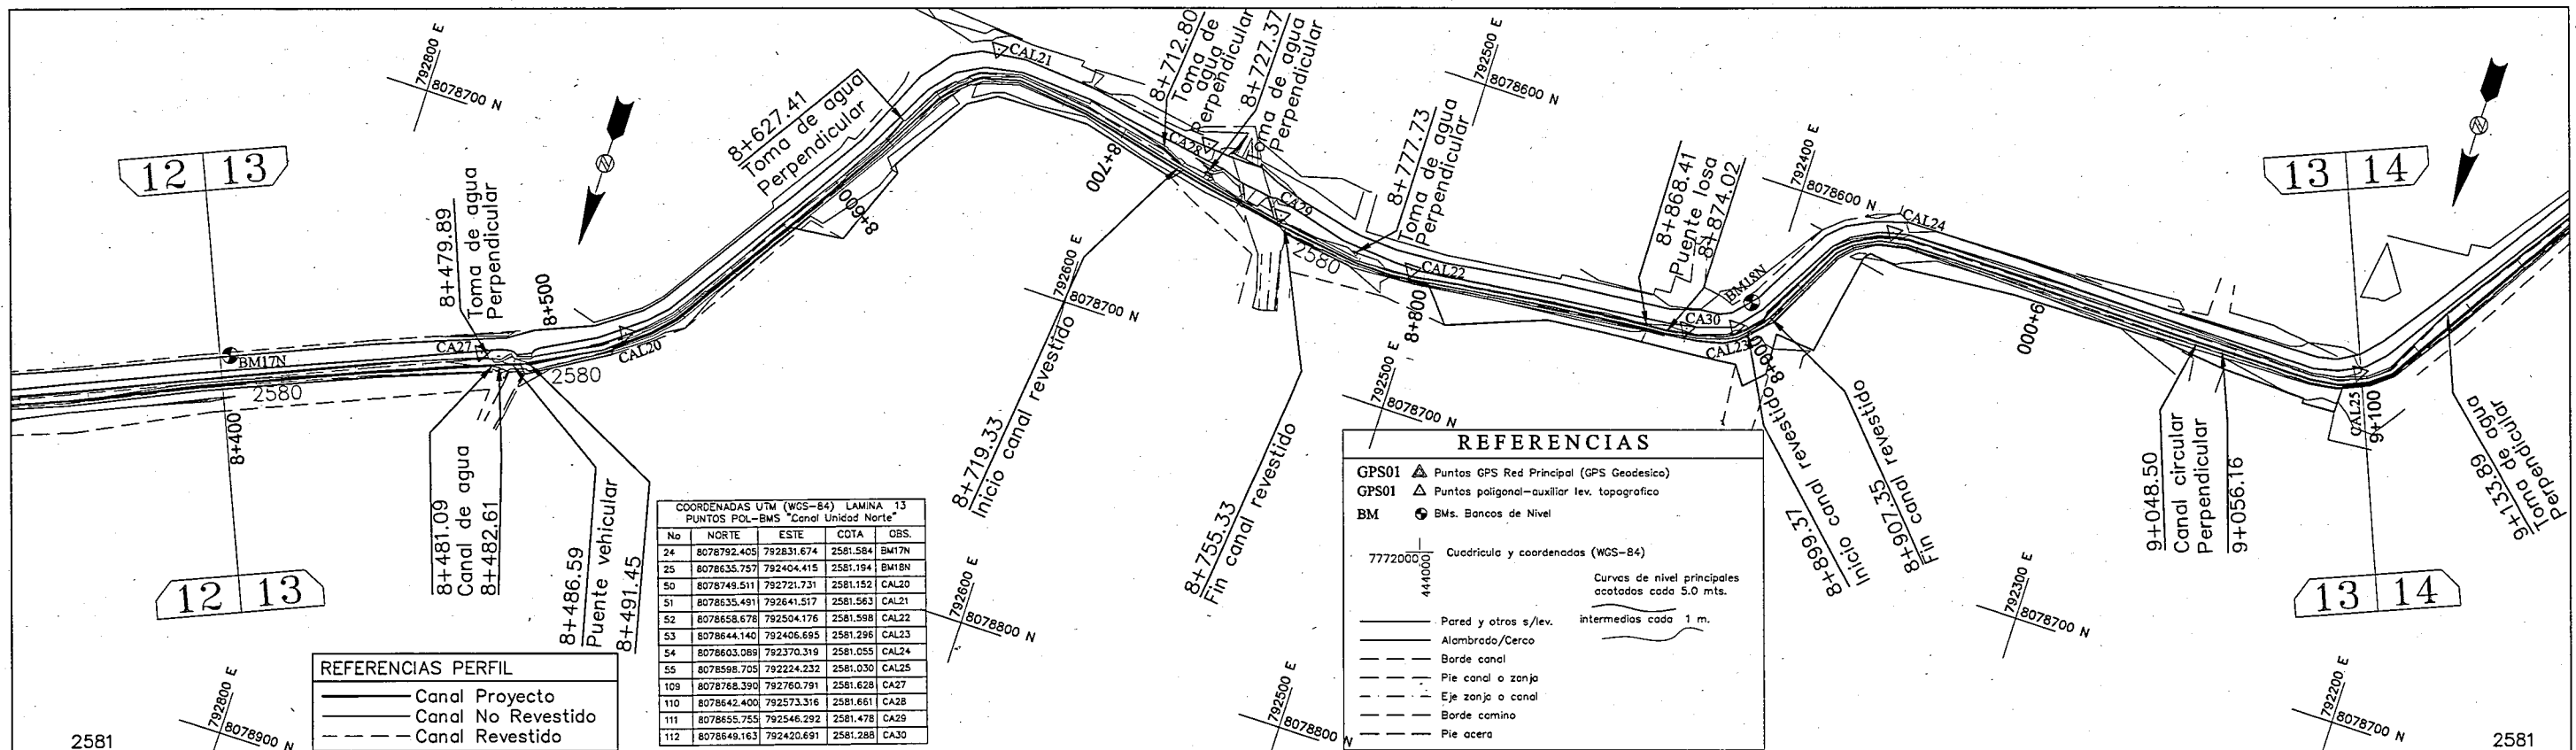 792800 E
8078700 N
12 13
8+479.89
Toma de agua
Perpendicular
8+500
BM17N
CA27
CAL20
2580
2580
8+400
12 13
8+481.09
Canal de agua
8+482.61
8+486.59
Puente vehicular
8+491.45
8+627.41
Toma de agua
Perpendicular
8+600
CAL21
8+700
8+712.80
Toma de
agua
Perpendicular
8+727.37
Toma de agua
Perpendicular
CA28
CA29
2580
8+719.33
Inicio canal revestido
792600 E
8078700 N
8+755.33
Fin canal revestido
8+777.73
Toma de agua
Perpendicular
792500 E
8078600 N
CAL22
8+800
792500 E
8078700 N
8+868.41
Puente losa
8+874.02
792400 E
8078600 N
BM18N
CA30
CAL23
8+900
CAL24
8+899.37
Inicio canal revestido
8+907.35
Fin canal revestido
9+000
9+048.50
Canal circular
Perpendicular
9+056.16
13 14
CAL25
9+100
9+133.89
Toma de agua
Perpendicular
13 14
792300 E
8078700 N
792200 E
8078700 N
792600 E
8078800 N
792500 E
8078800 N
792800 E
8078900 N
2581
2581
REFERENCIAS PERFIL
Canal Proyecto
Canal No Revestido
Canal Revestido
COORDENADAS UTM (WGS-84) LAMINA 13
PUNTOS POL-BMS "Canal Unidad Norte"
No NORTE ESTE COTA OBS.
24 8078792.405 792831.674 2581.584 BM17N
25 8078635.757 792404.415 2581.194 BM18N
50 8078749.511 792721.731 2581.152 CAL20
51 8078635.491 792641.517 2581.563 CAL21
52 8078658.678 792504.176 2581.598 CAL22
53 8078644.140 792406.695 2581.296 CAL23
54 8078603.089 792370.319 2581.055 CAL24
55 8078598.705 792224.232 2581.030 CAL25
109 8078768.390 792760.791 2581.628 CA27
110 8078642.400 792573.316 2581.661 CA28
111 8078655.755 792546.292 2581.478 CA29
112 8078649.163 792420.691 2581.288 CA30
REFERENCIAS
GPS01 Puntos GPS Red Principal (GPS Geodesico)
GPS01 Puntos poligonal-auxiliar lev. topografico
BM BMs. Bancos de Nivel
7772000
444000
Cuadricula y coordenadas (WGS-84)
Curvas de nivel principales
acotados cada 5.0 mts.
intermedias cada 1 m.
Pared y otros s/lev.
Alambrado/Cerco
Borde canal
Pie canal o zanja
Eje zanja o canal
Borde camino
Pie acera